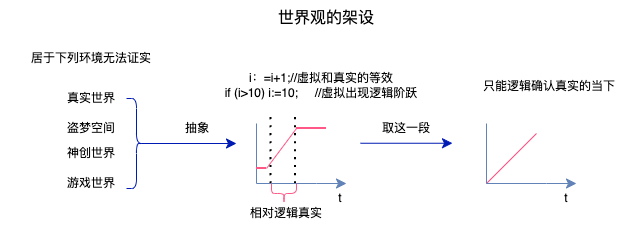 世界观的架设
居于下列环境无法证实
真实世界
盗梦空间
神创世界
游戏世界
抽象
i：=i+1;//虚拟和真实的等效
if (i>10) i:=10; //虚拟出现逻辑阶跃
t
相对逻辑真实
取这一段
只能逻辑确认真实的当下
t